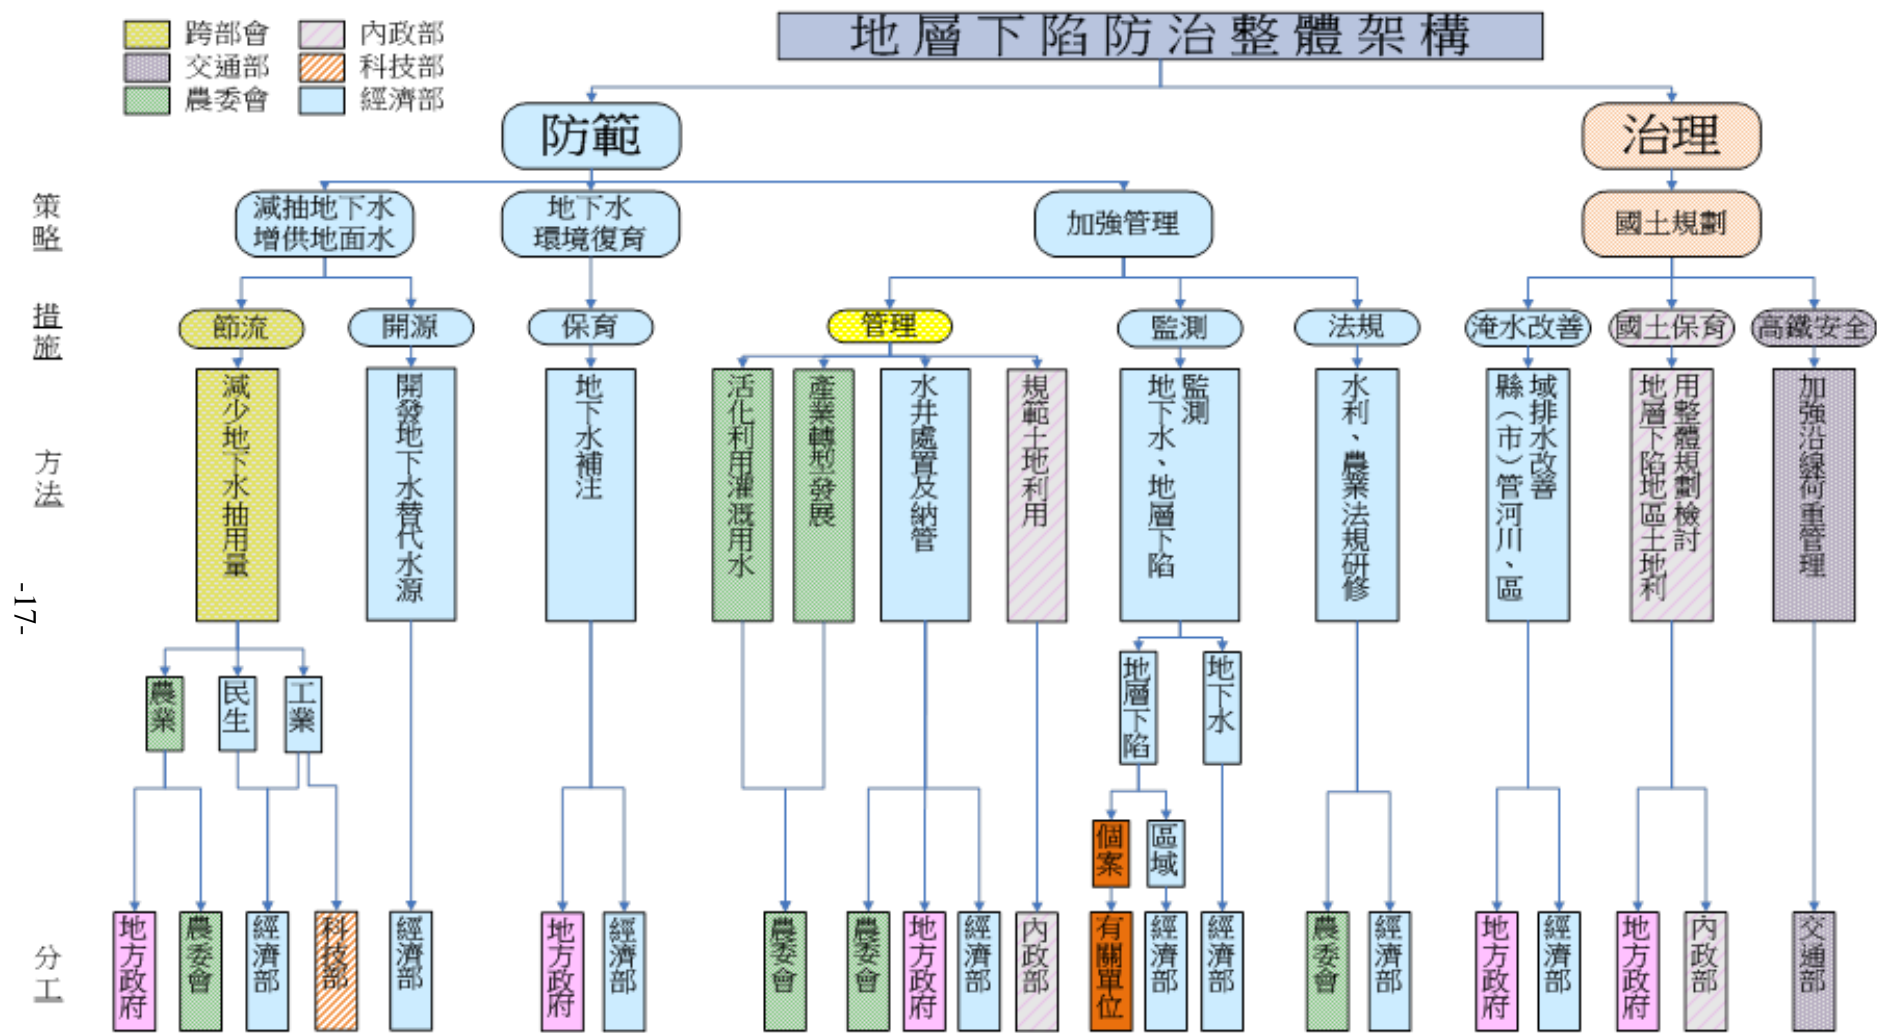 地層下陷防治整體架構
跨部會
內政部
交通部
科技部
農委會
經濟部
防範
治理
策略
減抽地下水
增供地面水
地下水
環境復育
加強管理
國土規劃
措施
節流
開源
保育
管理
監測
法規
淹水改善
國土保育
高鐵安全
方法
減少地下水抽用量
開發地下水替代水源
地下水補注
活化利用灌溉用水
產業轉型發展
水井處置及納管
規範土地利用
地下水、地層下陷
監測
水利、農業法規研修
縣（市）管河川、區
域排水改善
地層下陷地區土地利
用整體規劃檢討
加強沿線荷重管理
農業
民生
工業
地層下陷
地下水
個案
區域
分工
地方政府
農委會
經濟部
科技部
經濟部
地方政府
經濟部
農委會
農委會
地方政府
經濟部
內政部
有關單位
經濟部
經濟部
農委會
經濟部
地方政府
經濟部
地方政府
內政部
交通部
-17-